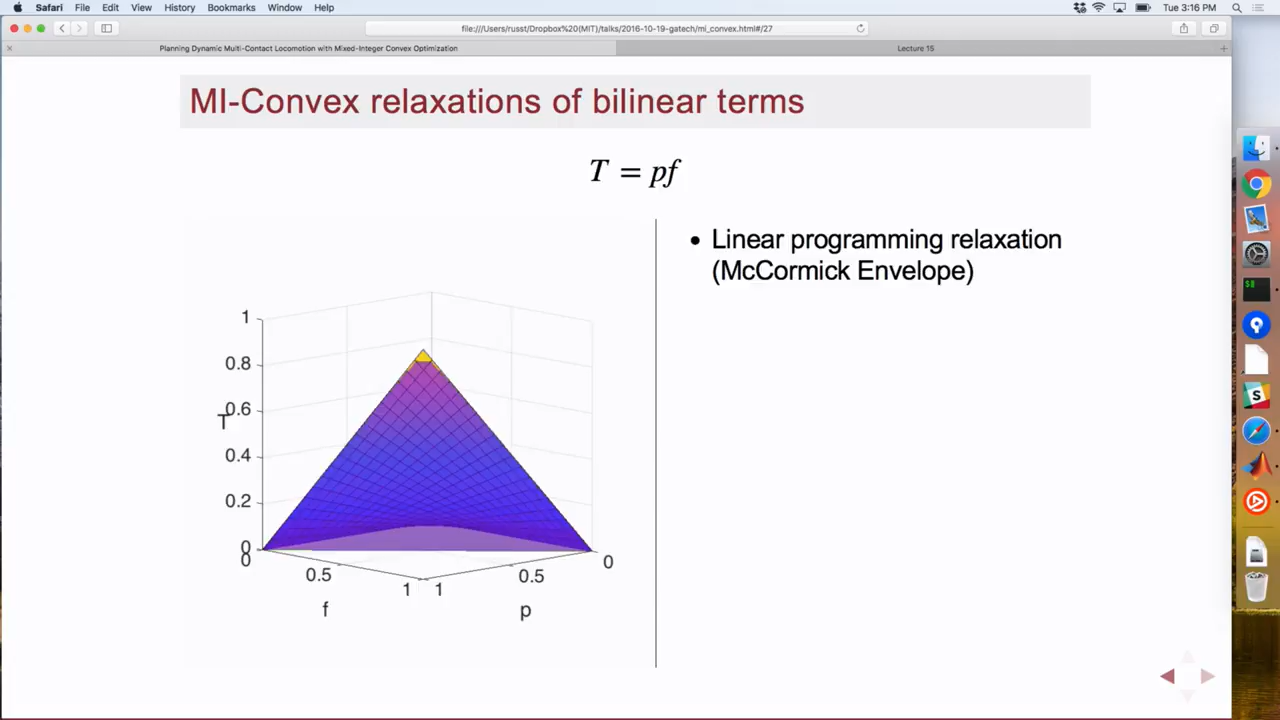 Safari File Edit View History Bookmarks Window Help
Tue 3:16 PM
file:///Users/russt/Dropbox%20(MIT)/talks/2016-10-19-gatech/mi_convex.html#/27
Planning Dynamic Multi-Contact Locomotion with Mixed-Integer Convex Optimization
Lecture 15
MI-Convex relaxations of bilinear terms
T = pf
• Linear programming relaxation
(McCormick Envelope)
1
0.8
0.6
T
0.4
0.2
0
0
0.5
1
1
0.5
0
f
p
$
S